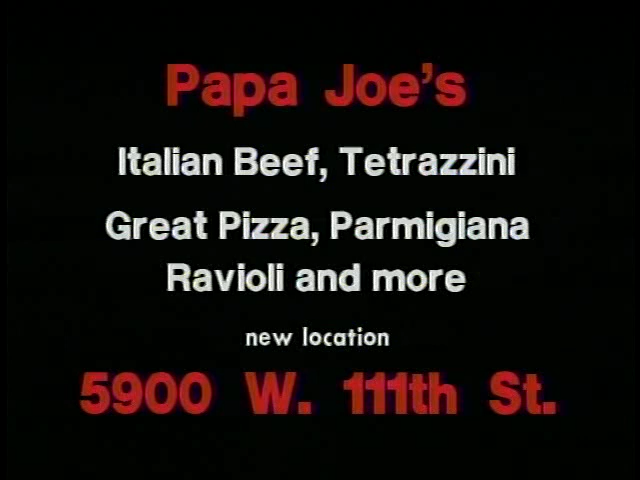 Papa Joe's
Italian Beef, Tetrazzini
Great Pizza, Parmigiana
Ravioli and more
new location
5900 W. 111th St.